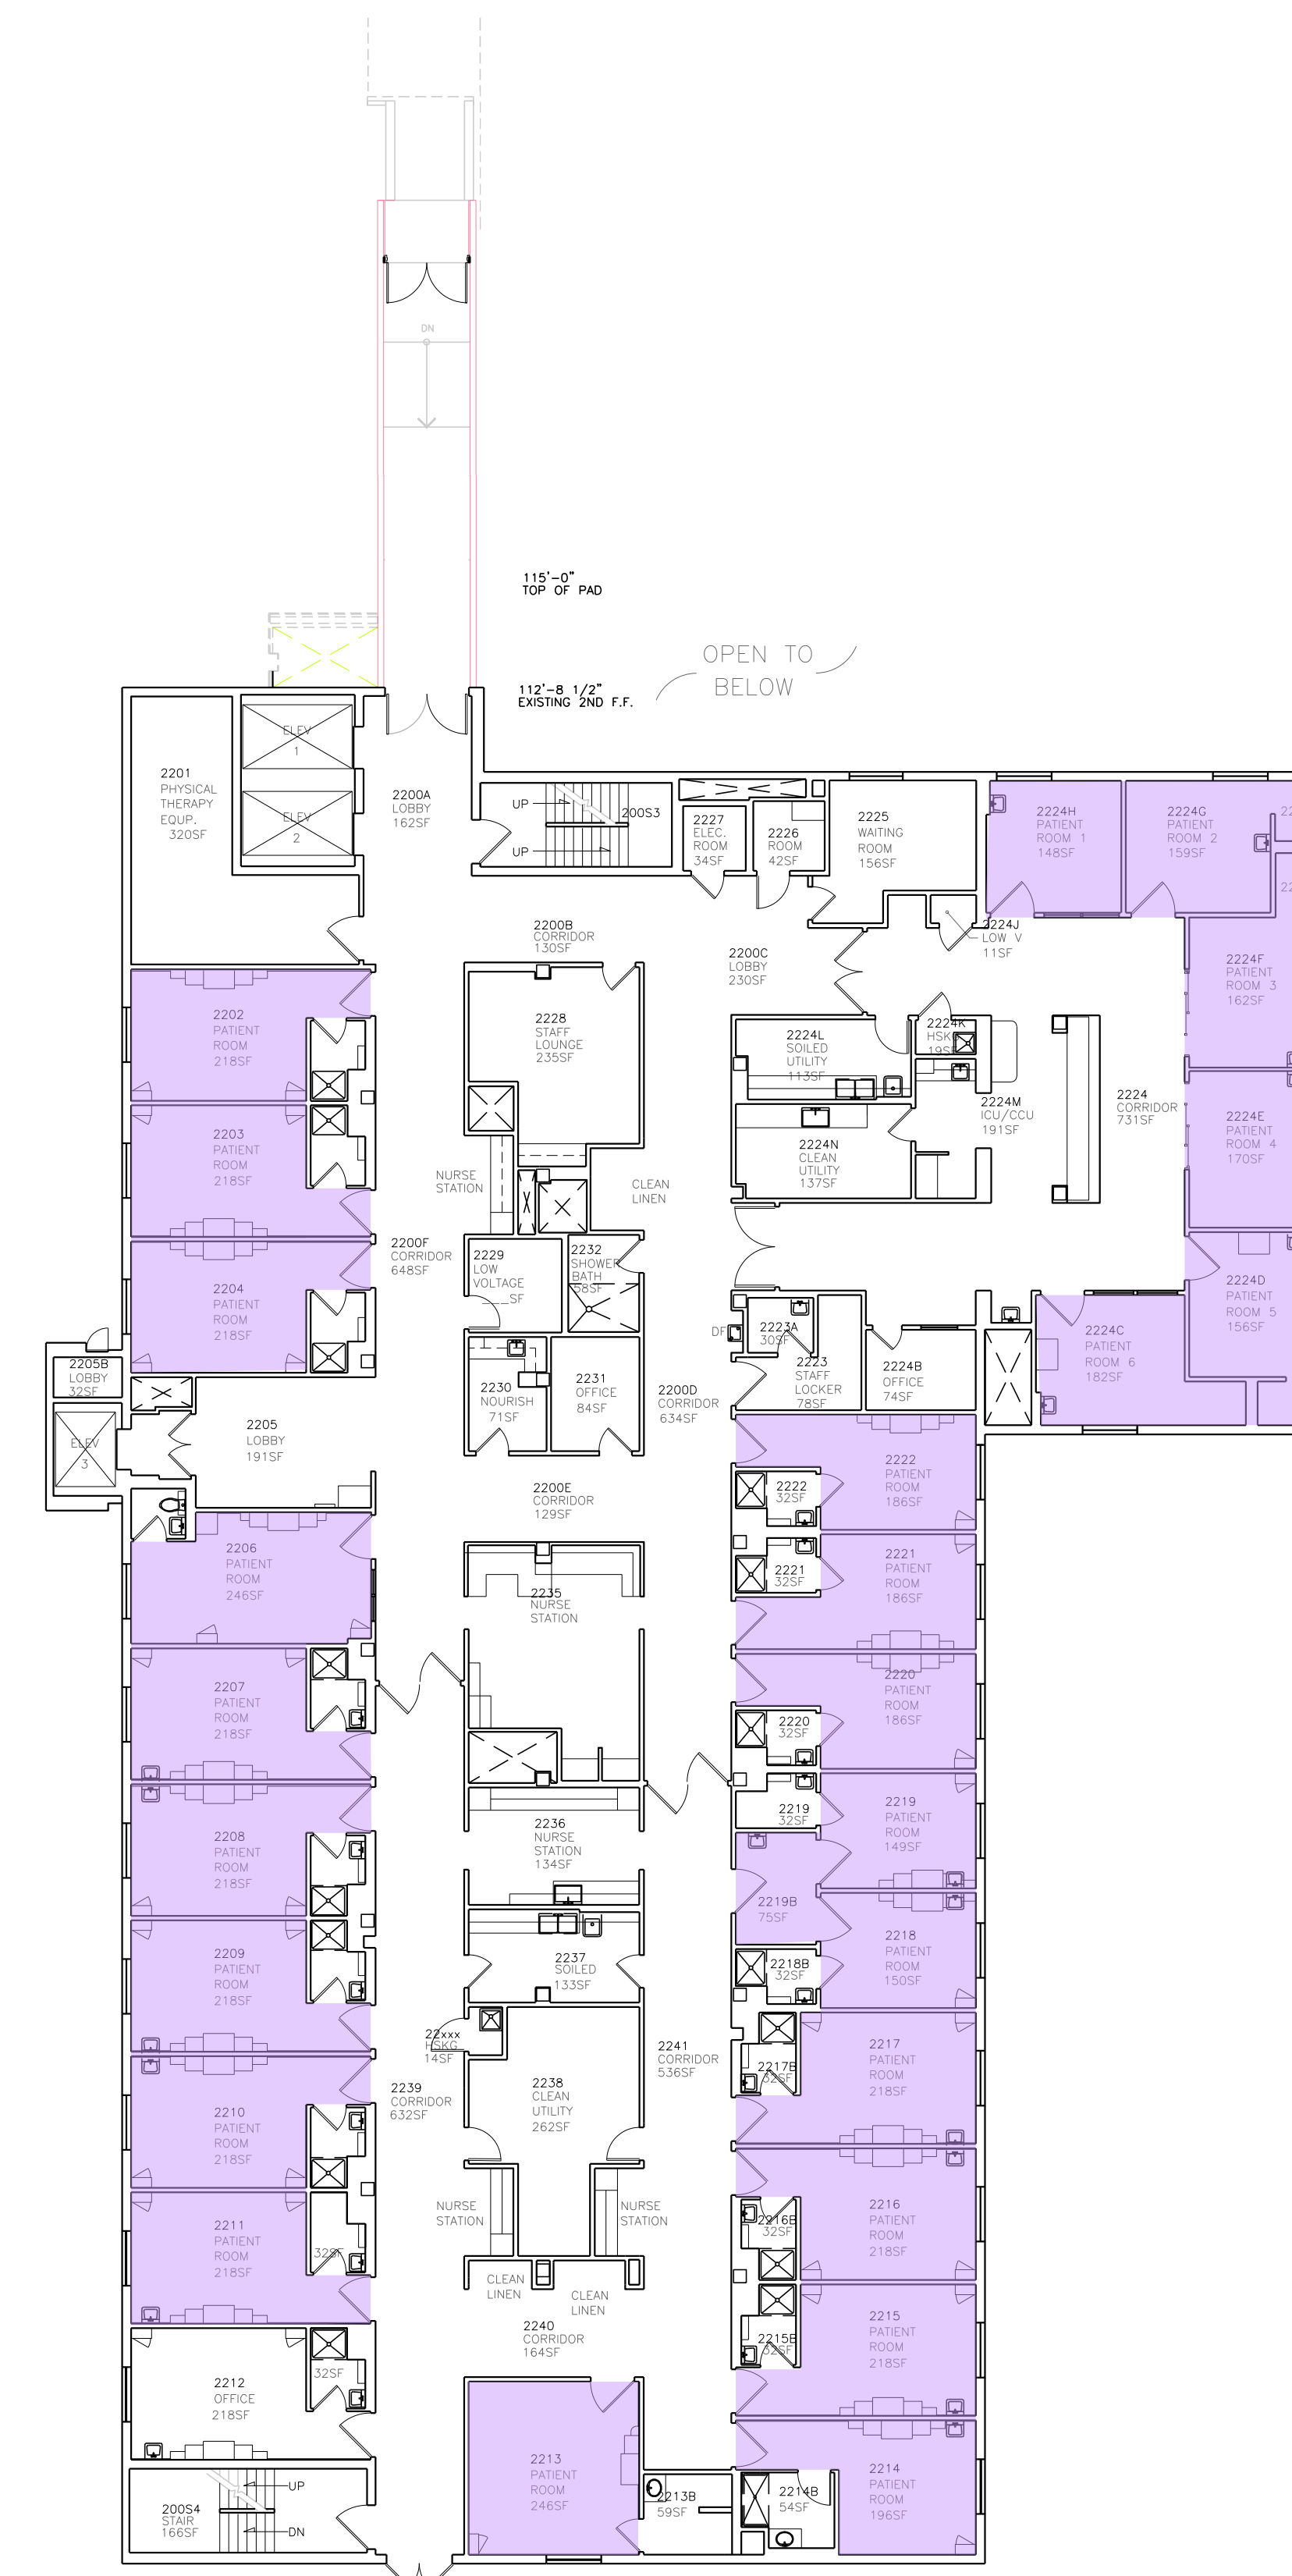 DN
115'-0"
TOP OF PAD
OPEN TO
BELOW
112'-8 1/2"
EXISTING 2ND F.F.
ELEV
1
2201
PHYSICAL
THERAPY
EQUP.
320SF
ELEV
2
2200A
LOBBY
162SF
UP
UP
200S3
2227
ELEC.
ROOM
34SF
2226
ROOM
42SF
2225
WAITING
ROOM
156SF
2224H
PATIENT
ROOM 1
148SF
2224G
PATIENT
ROOM 2
159SF
2200B
CORRIDOR
130SF
2200C
LOBBY
230SF
2224J
LOW V
11SF
2224F
PATIENT
ROOM 3
162SF
2202
PATIENT
ROOM
218SF
2228
STAFF
LOUNGE
235SF
2224L
SOILED
UTILITY
113SF
2224K
HSKG
19SF
2224M
ICU/CCU
191SF
2224
CORRIDOR
731SF
2224E
PATIENT
ROOM 4
170SF
2203
PATIENT
ROOM
218SF
NURSE
STATION
CLEAN
LINEN
2224N
CLEAN
UTILITY
137SF
2200F
CORRIDOR
648SF
2229
LOW
VOLTAGE
SF
2232
SHOWER
BATH
58SF
2204
PATIENT
ROOM
218SF
2224D
PATIENT
ROOM 5
156SF
DF
2223A
30SF
2223
STAFF
LOCKER
78SF
2224B
OFFICE
74SF
2224C
PATIENT
ROOM 6
182SF
2205B
LOBBY
32SF
2230
NOURISH
71SF
2231
OFFICE
84SF
2200D
CORRIDOR
634SF
ELEV
3
2205
LOBBY
191SF
2200E
CORRIDOR
129SF
2222
32SF
2222
PATIENT
ROOM
186SF
2206
PATIENT
ROOM
246SF
2235
NURSE
STATION
2221
32SF
2221
PATIENT
ROOM
186SF
2207
PATIENT
ROOM
218SF
2220
32SF
2220
PATIENT
ROOM
186SF
2208
PATIENT
ROOM
218SF
2236
NURSE
STATION
134SF
2219
32SF
2219
PATIENT
ROOM
149SF
2219B
75SF
2209
PATIENT
ROOM
218SF
2237
SOILED
133SF
2218B
32SF
2218
PATIENT
ROOM
150SF
22xxx
HSKG
14SF
2241
CORRIDOR
536SF
2217B
32SF
2217
PATIENT
ROOM
218SF
2210
PATIENT
ROOM
218SF
2239
CORRIDOR
632SF
2238
CLEAN
UTILITY
262SF
2211
PATIENT
ROOM
218SF
32SF
NURSE
STATION
NURSE
STATION
2216B
32SF
2216
PATIENT
ROOM
218SF
CLEAN
LINEN
CLEAN
LINEN
2240
CORRIDOR
164SF
2215B
32SF
2215
PATIENT
ROOM
218SF
2212
OFFICE
218SF
32SF
2213
PATIENT
ROOM
246SF
2213B
59SF
2214B
54SF
2214
PATIENT
ROOM
196SF
200S4
STAIR
166SF
UP
DN